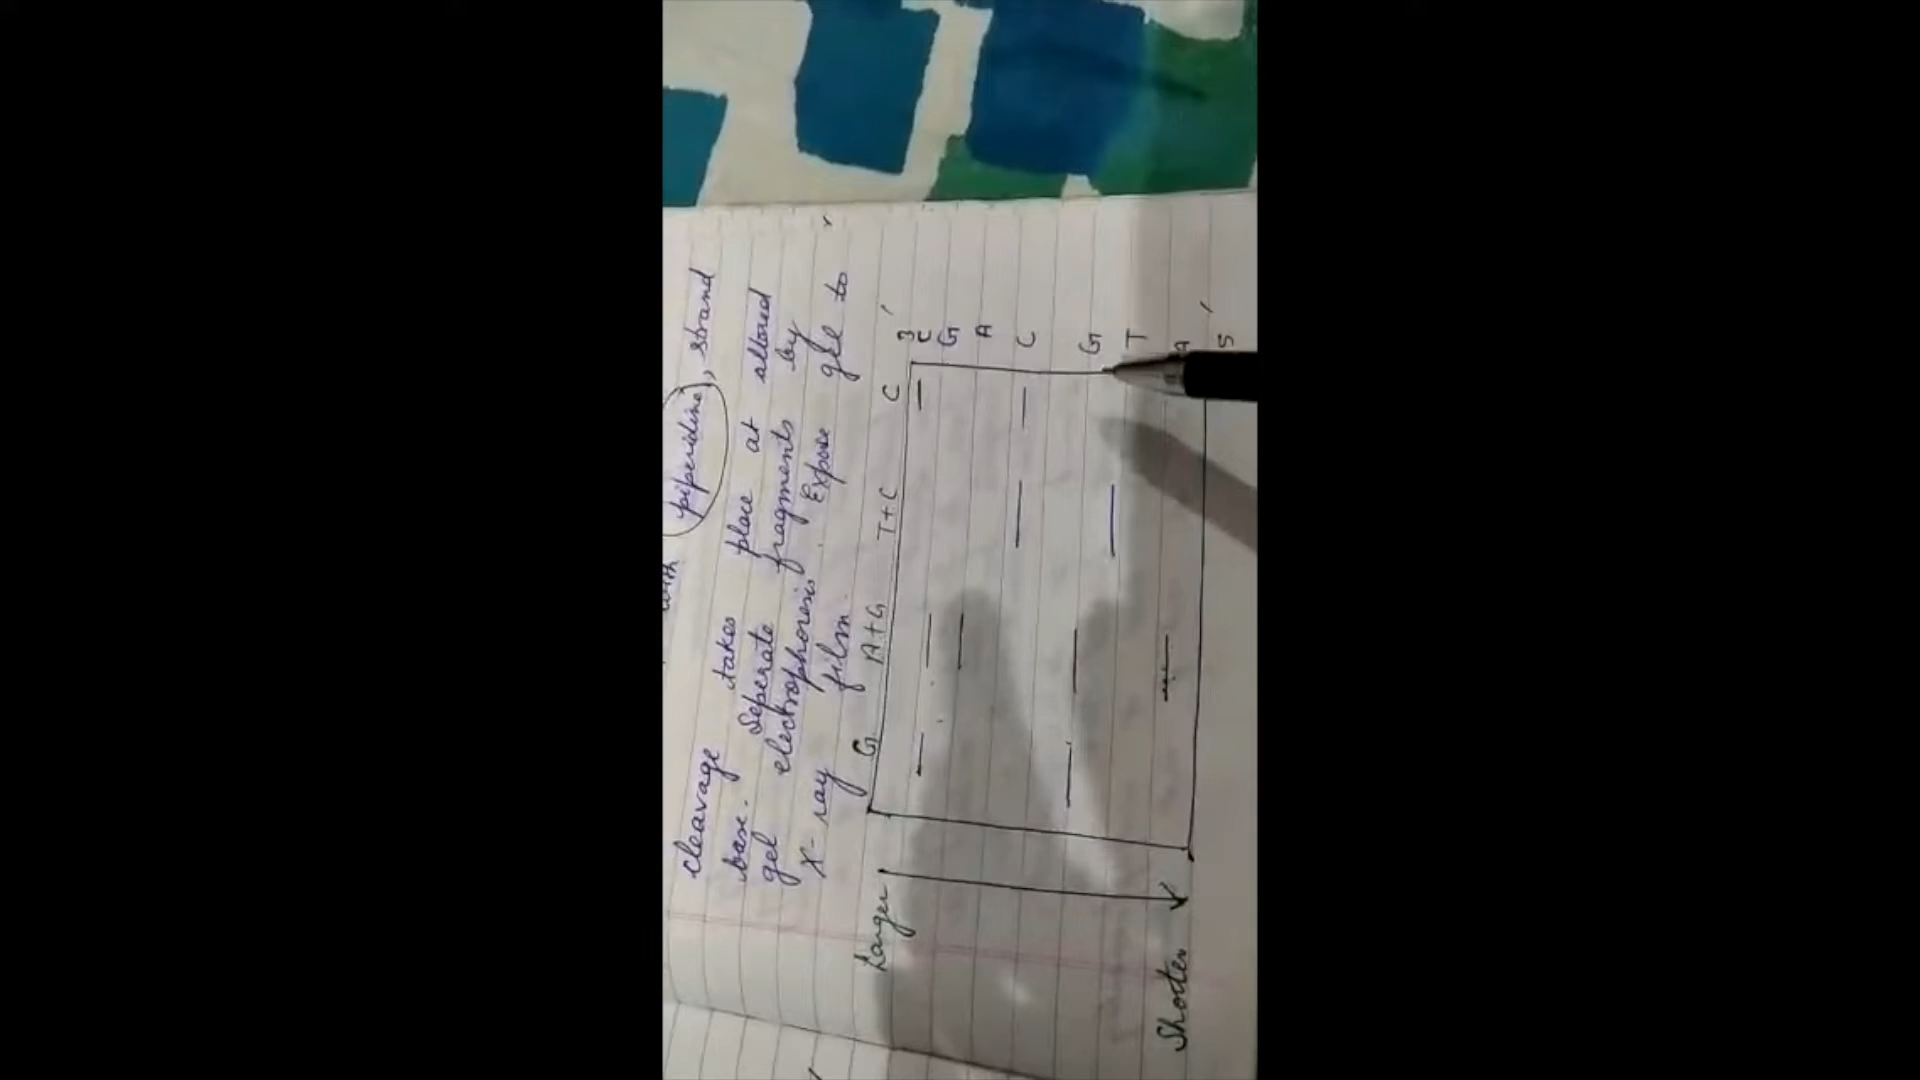 with piperidine, strand
cleavage takes place at altered
base. Seperate fragments by
gel electrophoresis. Expose gel to
X-ray film.
G A+G T+C C
Larger
3'
C
G
A
C
G
T
A
5'
Shorter